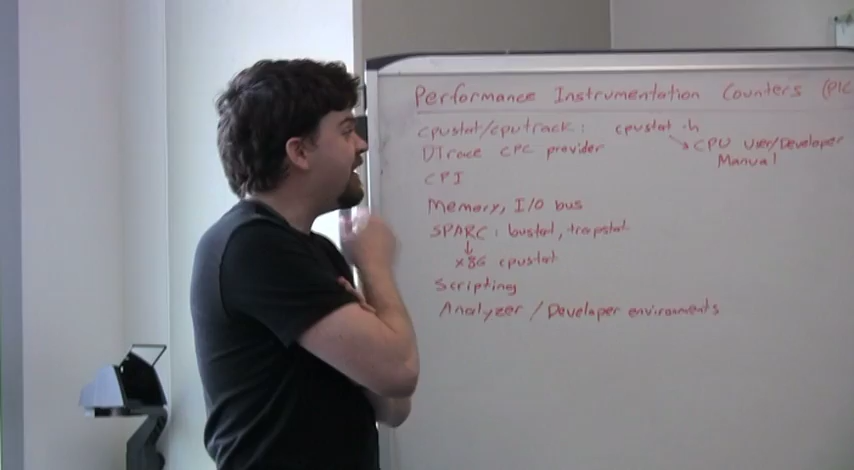 Performance Instrumentation Counters (PIC
cpustat/cputrack: cpustat -h
DTrace CPC provider
CPU User/Developer
Manual
CPI
Memory, I/O bus
SPARC: busstat, trapstat
x86 cpustat
Scripting
Analyzer / Developer environments